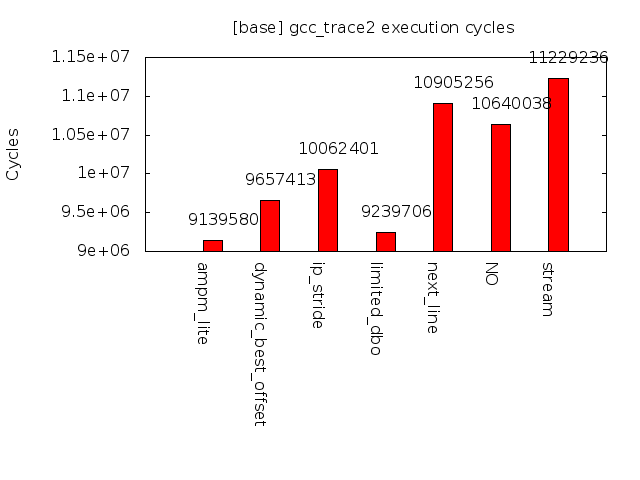 [base] gcc_trace2 execution cycles
Cycles
1.15e+07
1.1e+07
1.05e+07
1e+07
9.5e+06
9e+06
9139580
9657413
10062401
9239706
10905256
10640038
11229236
ampm_lite
dynamic_best_offset
ip_stride
limited_dbo
next_line
NO
stream